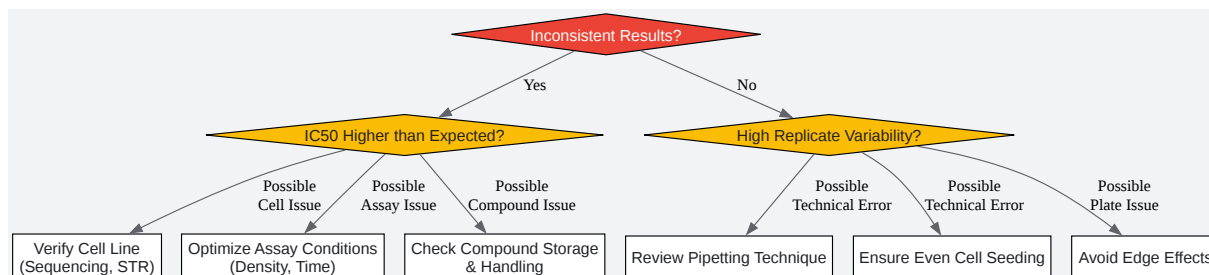 Inconsistent Results?
Yes
No
IC50 Higher than Expected?
High Replicate Variability?
Possible
Cell Issue
Possible
Assay Issue
Possible
Compound Issue
Possible
Technical Error
Possible
Technical Error
Possible
Plate Issue
Verify Cell Line
(Sequencing, STR)
Optimize Assay Conditions
(Density, Time)
Check Compound Storage
& Handling
Review Pipetting Technique
Ensure Even Cell Seeding
Avoid Edge Effects